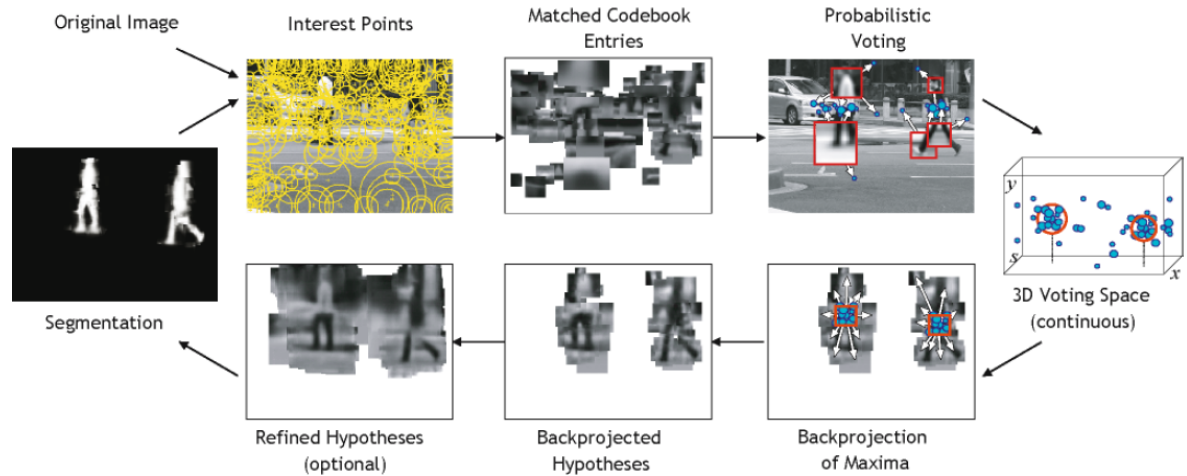 Original Image
Interest Points
Matched Codebook
Entries
Probabilistic
Voting
y
s
x
3D Voting Space
(continuous)
Segmentation
Refined Hypotheses
(optional)
Backprojected
Hypotheses
Backprojection
of Maxima